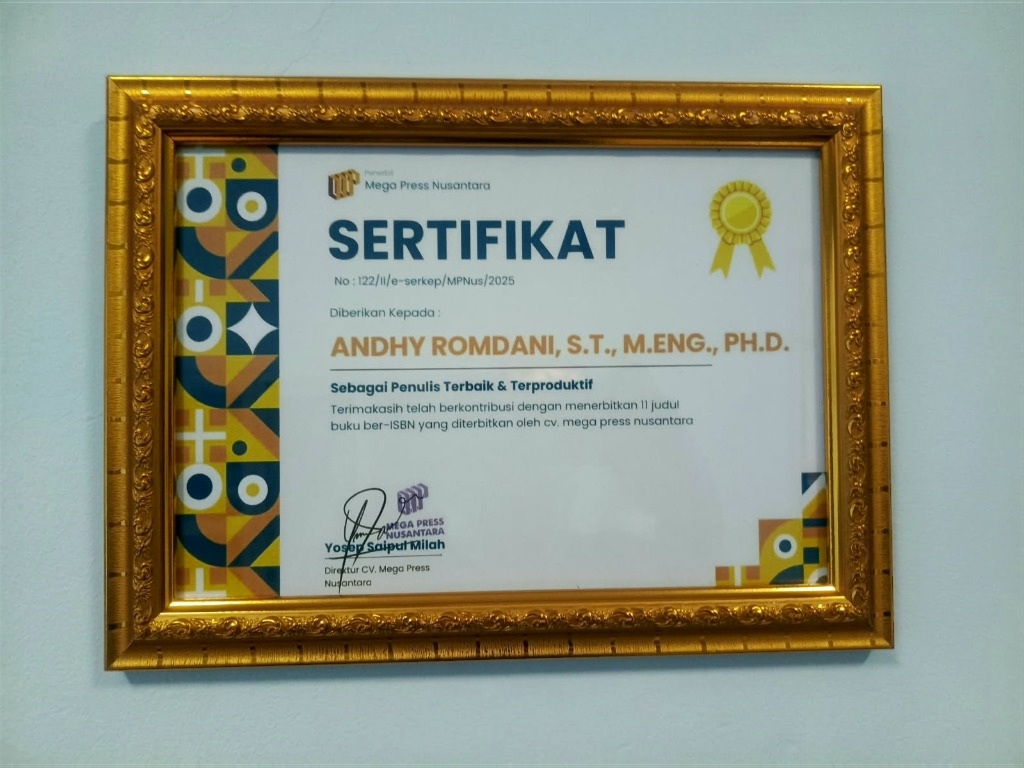 Penerbit
Mega Press Nusantara
SERTIFIKAT
No : 122/II/e-serkep/MPNus/2025
Diberikan Kepada :
ANDHY ROMDANI, S.T., M.ENG., PH.D.
Sebagai Penulis Terbaik & Terproduktif
Terimakasih telah berkontribusi dengan menerbitkan 11 judul
buku ber-ISBN yang diterbitkan oleh cv. mega press nusantara
MEGA PRESS
NUSANTARA
Yosep Saipul Milah
Direktur CV. Mega Press
Nusantara